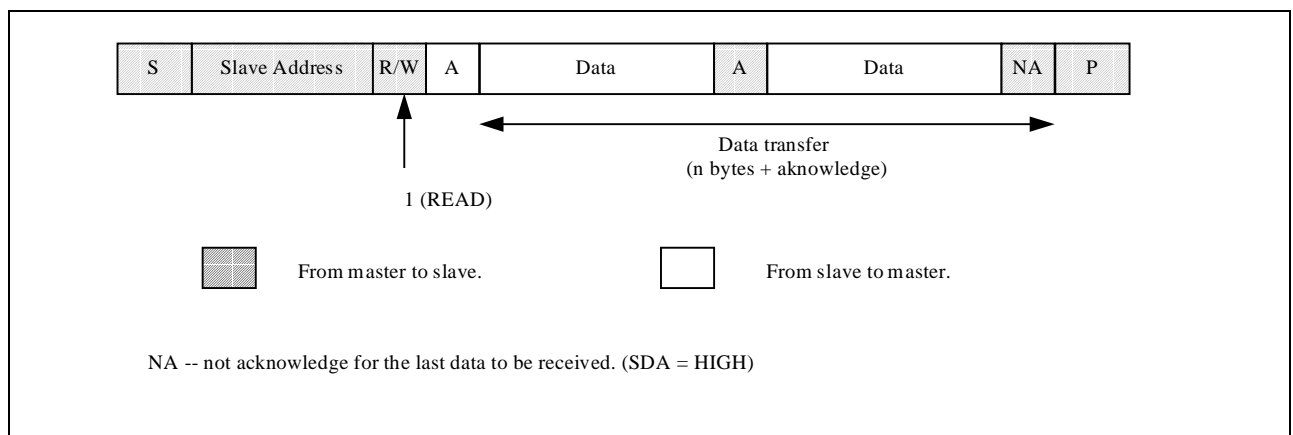 S Slave Address R/W A Data A Data NA P
Data transfer
(n bytes + aknowledge)
1 (READ)
From master to slave. From slave to master.
NA -- not acknowledge for the last data to be received. (SDA = HIGH)